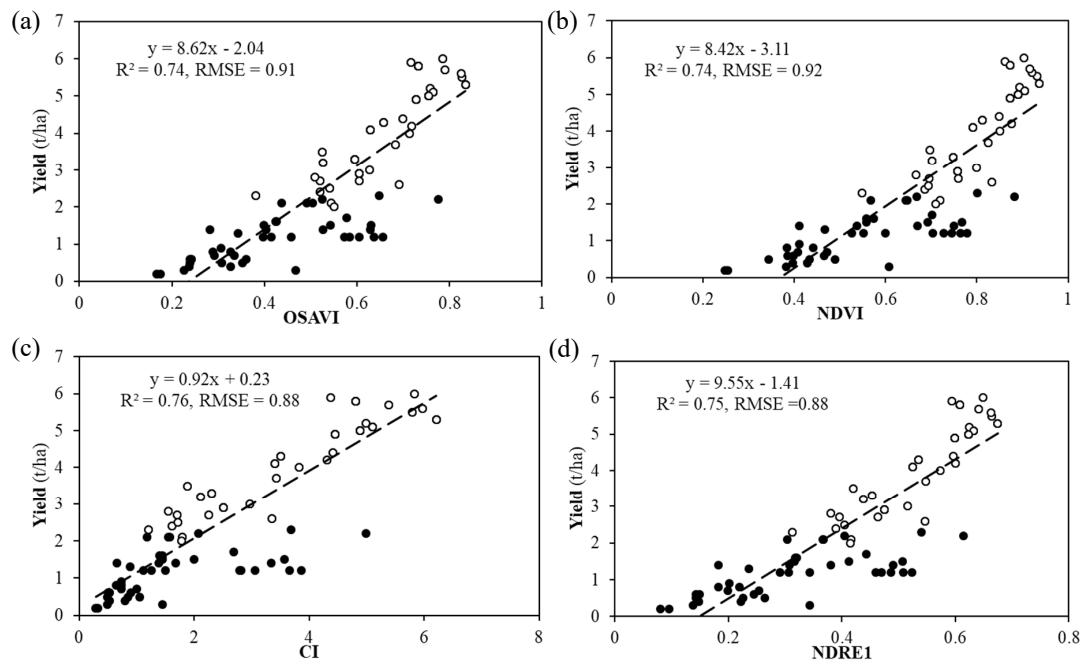 (a)
y = 8.62x - 2.04
R² = 0.74, RMSE = 0.91
Yield (t/ha)
7
6
5
4
3
2
1
0
0 0.2 0.4 0.6 0.8 1
OSAVI
(b)
y = 8.42x - 3.11
R² = 0.74, RMSE = 0.92
Yield (t/ha)
7
6
5
4
3
2
1
0
0 0.2 0.4 0.6 0.8 1
NDVI
(c)
y = 0.92x + 0.23
R² = 0.76, RMSE = 0.88
Yield (t/ha)
7
6
5
4
3
2
1
0
0 2 4 6 8
CI
(d)
y = 9.55x - 1.41
R² = 0.75, RMSE =0.88
Yield (t/ha)
7
6
5
4
3
2
1
0
0 0.2 0.4 0.6 0.8
NDRE1